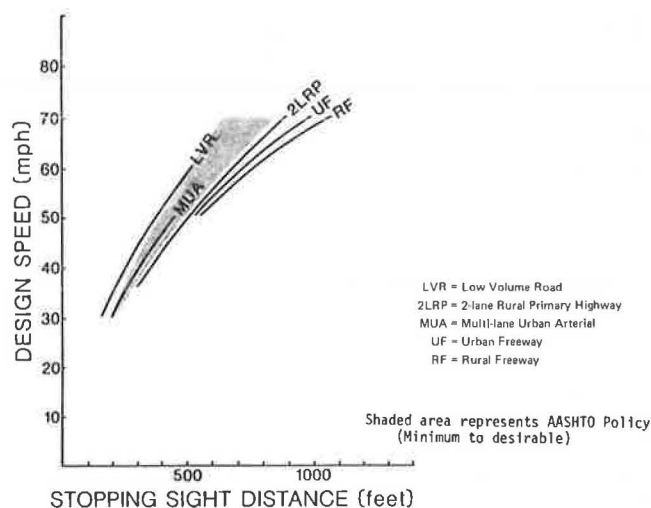 80
70
60
50
40
30
20
10
DESIGN SPEED (mph)
LVR
MUA
2LRP
UF
RF
LVR = Low Volume Road
2LRP = 2-lane Rural Primary Highway
MUA = Multi-lane Urban Arterial
UF = Urban Freeway
RF = Rural Freeway
Shaded area represents AASHTO Policy
(Minimum to desirable)
500
1000
STOPPING SIGHT DISTANCE (feet)